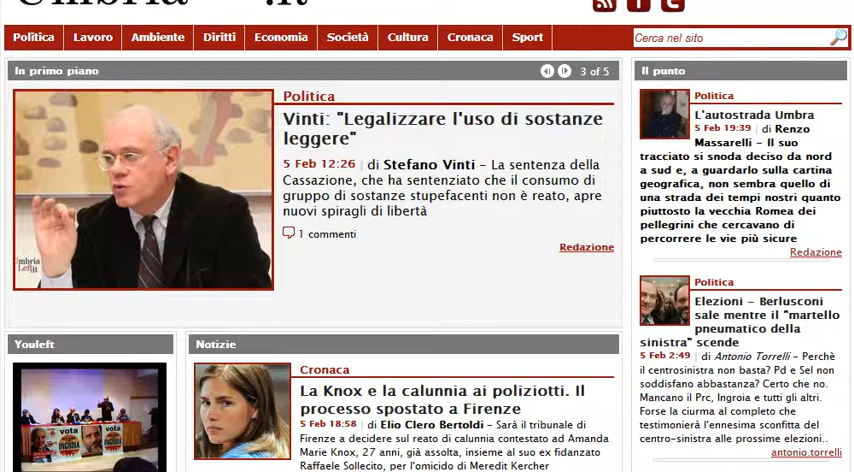 Politica Lavoro Ambiente Diritti Economia Società Cultura Cronaca Sport
Cerca nel sito
In primo piano
3 of 5
Politica
Vinti: "Legalizzare l'uso di sostanze
leggere"
5 Feb 12:26 | di Stefano Vinti – La sentenza della
Cassazione, che ha sentenziato che il consumo di
gruppo di sostanze stupefacenti non è reato, apre
nuovi spiragli di libertà
1 commenti
Redazione
Il punto
Politica
L'autostrada Umbra
5 Feb 19:39 | di Renzo
Massarelli – Il suo
tracciato si snoda deciso da nord
a sud e, a guardarlo sulla cartina
geografica, non sembra quello di
una strada dei tempi nostri quanto
piuttosto la vecchia Romea dei
pellegrini che cercavano di
percorrere le vie più sicure
Redazione
Politica
Elezioni – Berlusconi
sale mentre il "martello
pneumatico della
sinistra" scende
5 Feb 2:49 | di Antonio Torrelli – Perchè
il centrosinistra non basta? Pd e Sel non
soddisfano abbastanza? Certo che no.
Mancano il Prc, Ingroia e tutti gli altri.
Forse la ciurma al completo che
testimonierà l'ennesima sconfitta del
centro-sinistra alle prossime elezioni..
antonio.torrelli
Youleft
vota
INGROIA
vota
INGROIA
Notizie
Cronaca
La Knox e la calunnia ai poliziotti. Il
processo spostato a Firenze
5 Feb 18:58 | di Elio Clero Bertoldi – Sarà il tribunale di
Firenze a decidere sul reato di calunnia contestato ad Amanda
Marie Knox, 27 anni, già assolta, insieme al suo ex fidanzato
Raffaele Sollecito, per l'omicidio di Meredit Kercher